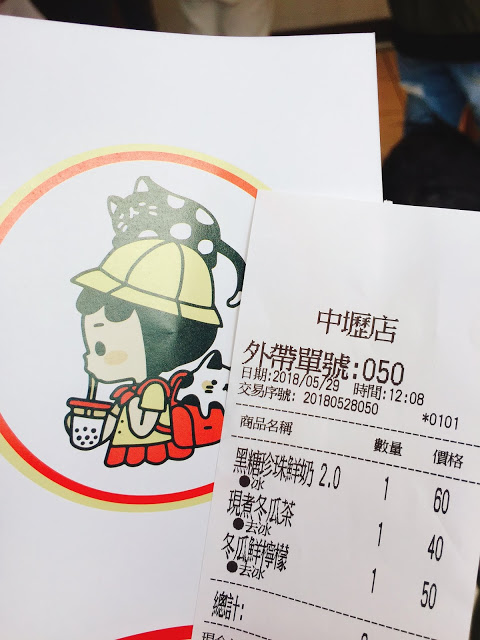 中壢店
外帶單號:050
日期:2018/05/29 時間:12:08
交易序號: 20180528050 *0101
商品名稱 數量 價格
黑糖珍珠鮮奶 2.0 1 60
●冰
現煮冬瓜茶 1 40
●去冰
冬瓜鮮檸檬 1 50
●去冰
總計: